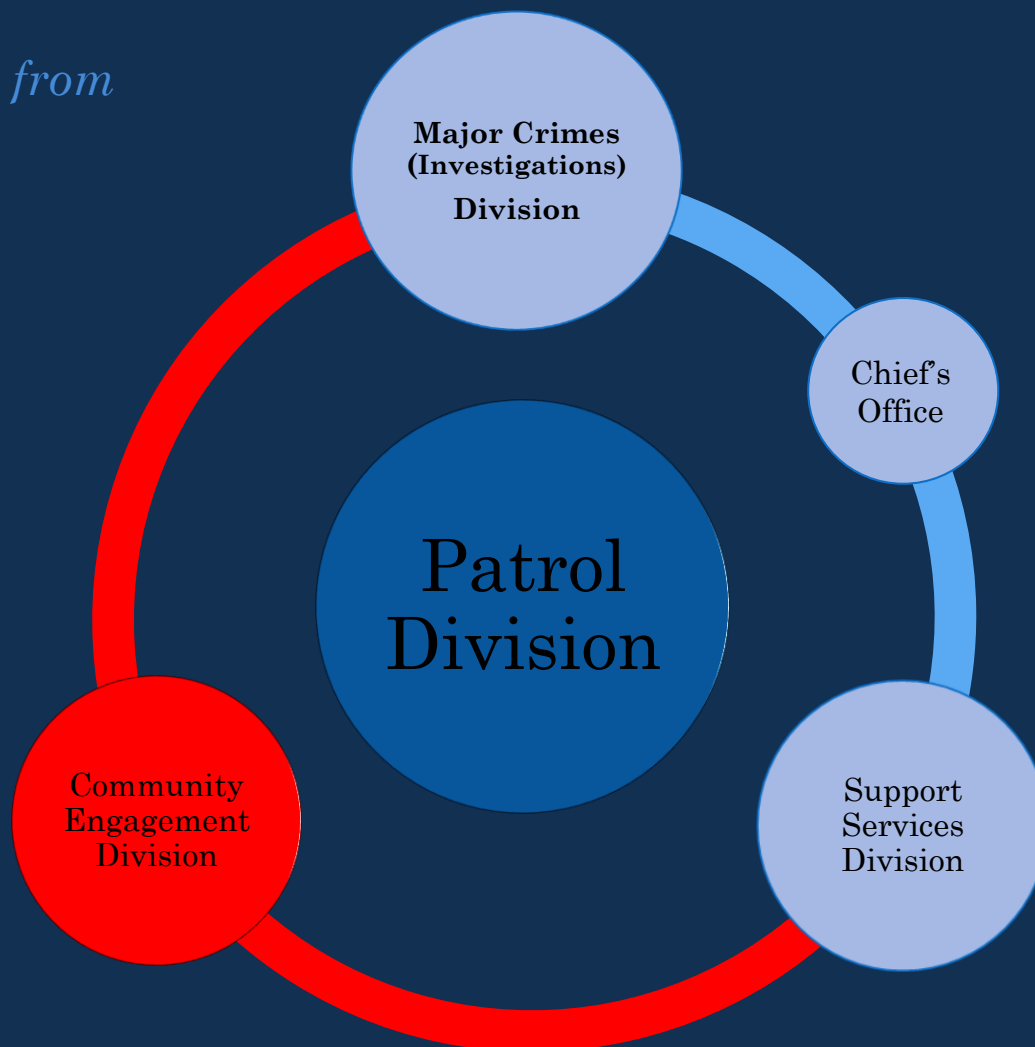 from
Major Crimes
(Investigations)
Division
Chief's
Office
Patrol
Division
Community
Engagement
Division
Support
Services
Division